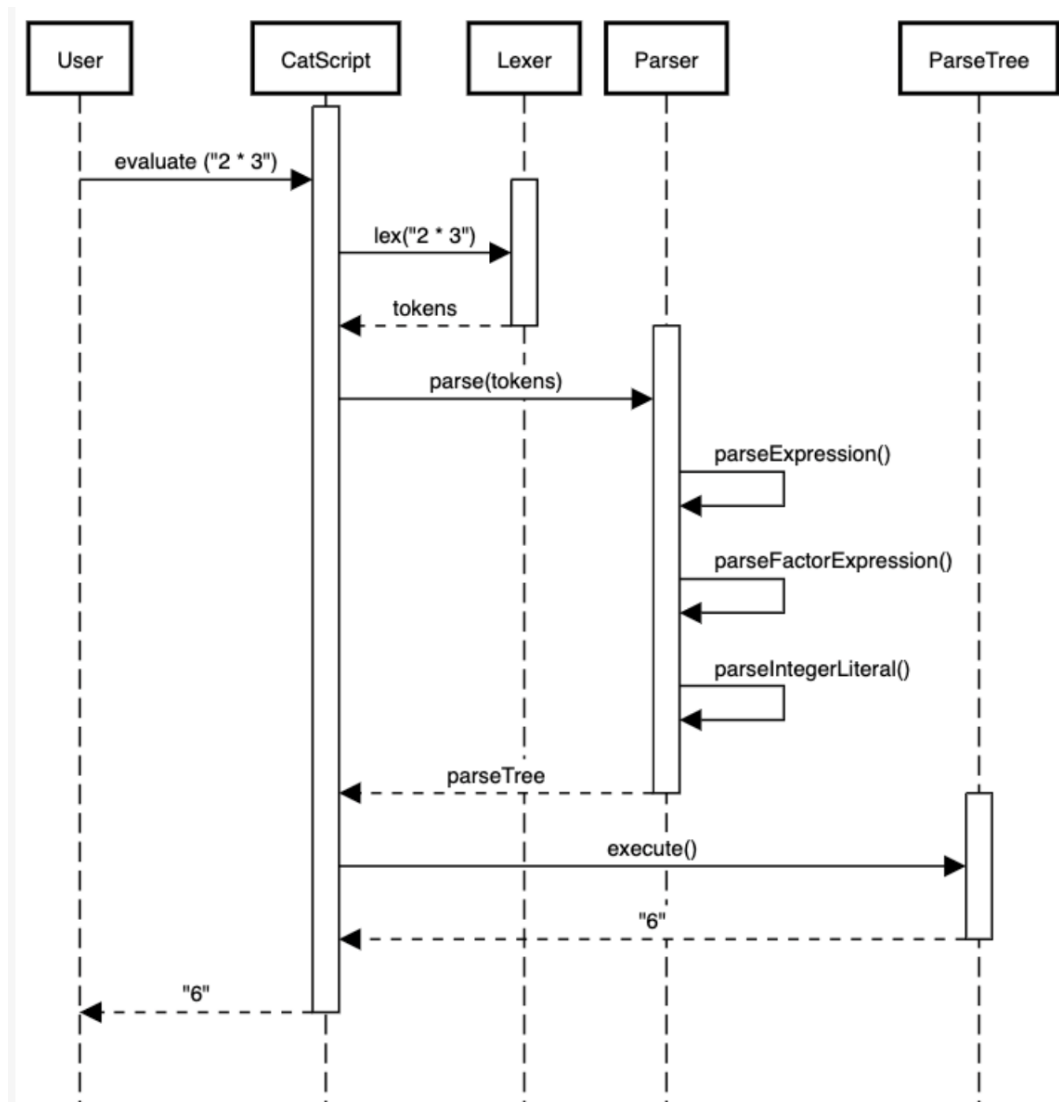 User
CatScript
Lexer
Parser
ParseTree
evaluate ("2 * 3")
lex("2 * 3")
tokens
parse(tokens)
parseExpression()
parseFactorExpression()
parseIntegerLiteral()
parseTree
execute()
"6"
"6"